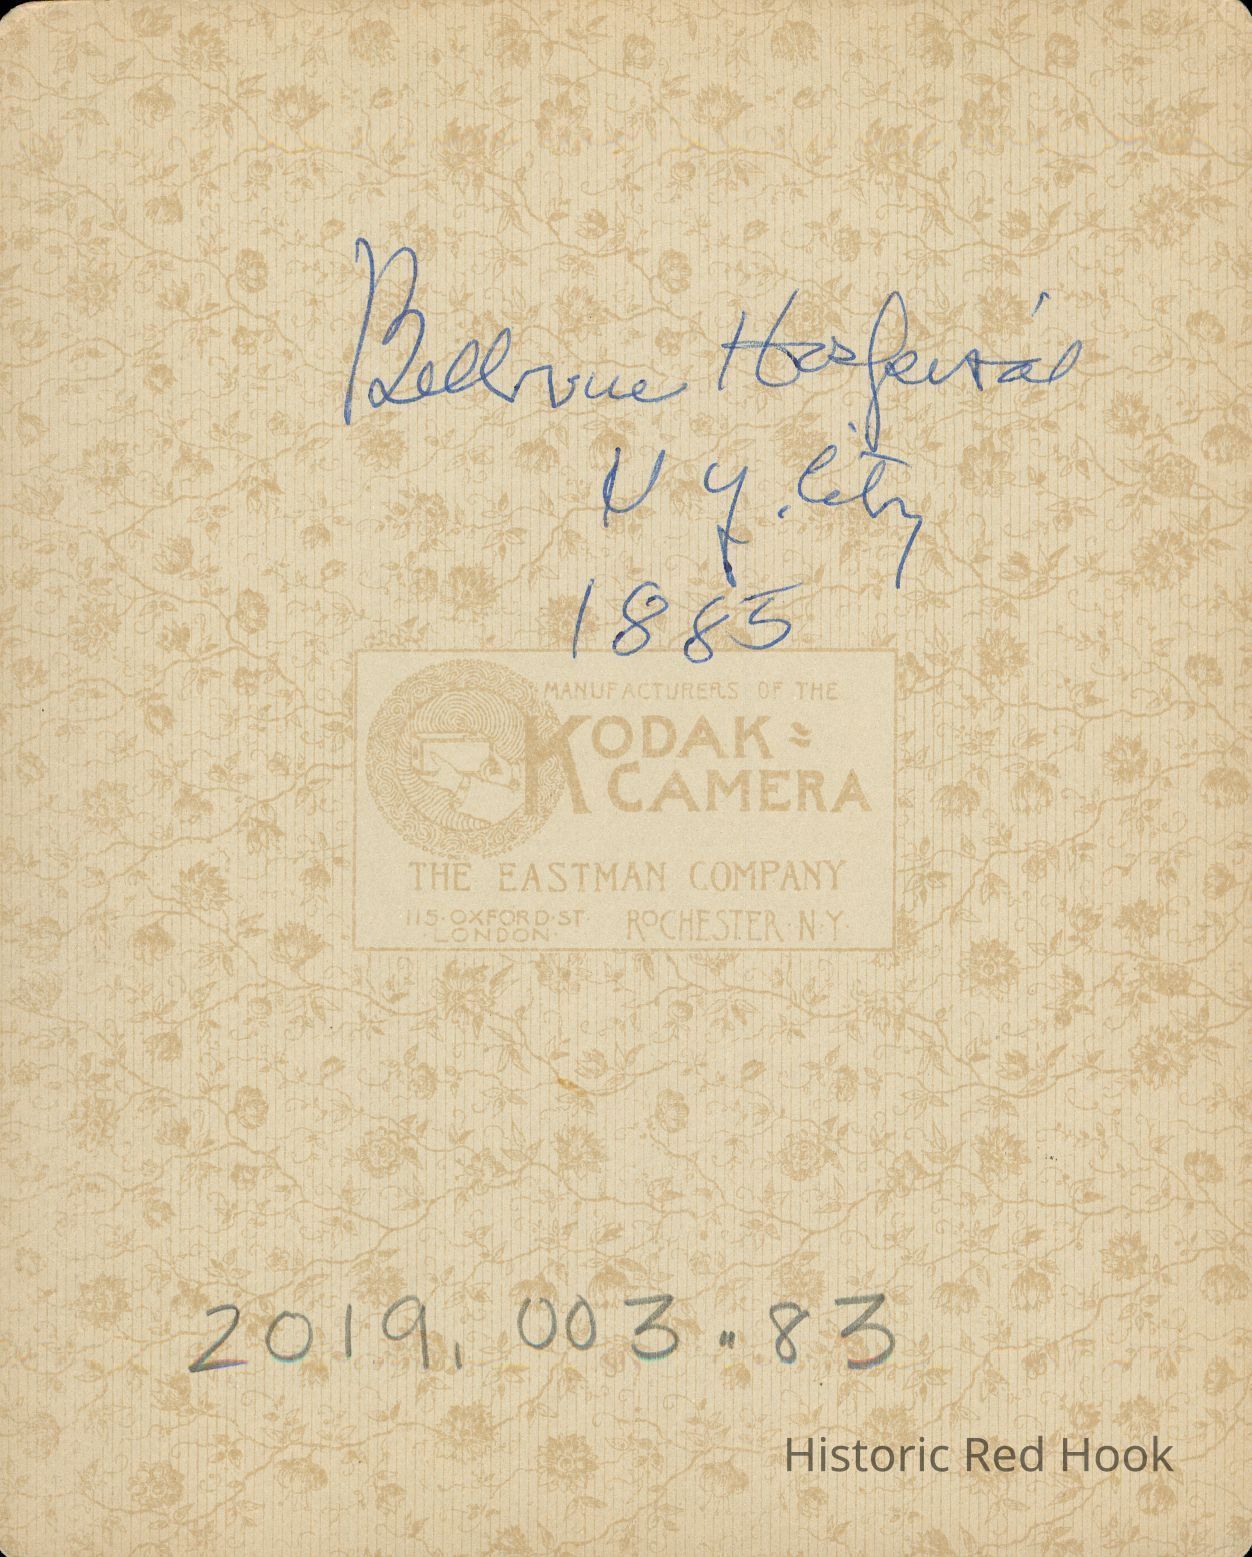 Bellevue Hospital
N Y. City
1885
MANUFACTURERS OF THE
KODAK
CAMERA
THE EASTMAN COMPANY
115·OXFORD·ST· LONDON ROCHESTER·N·Y·
2019.003.83
Historic Red Hook